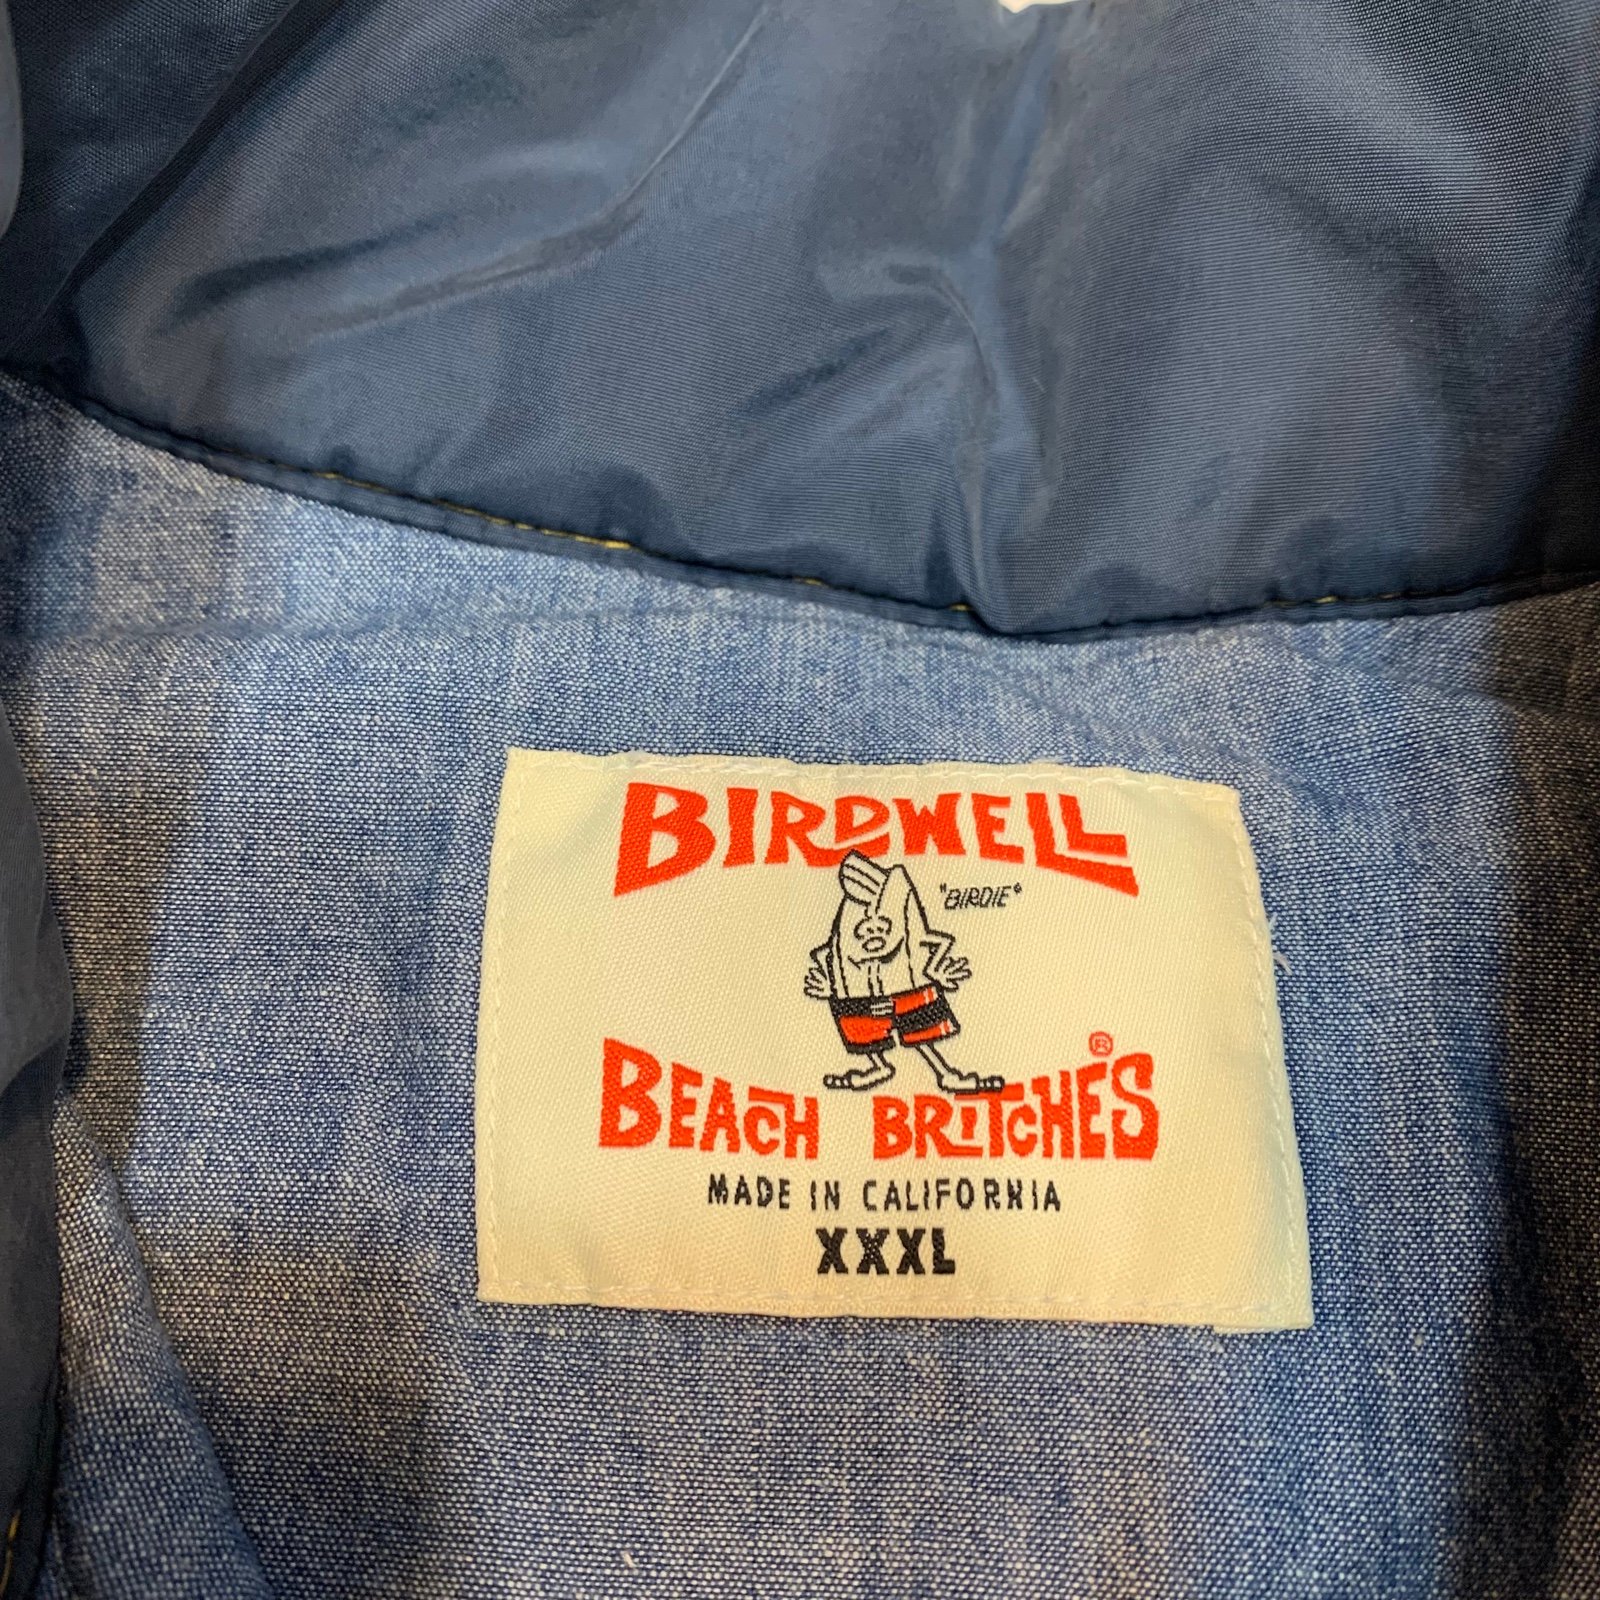 BIRDWELL
"BIRDIE"
BEACH BRITCHES®
MADE IN CALIFORNIA
XXXL